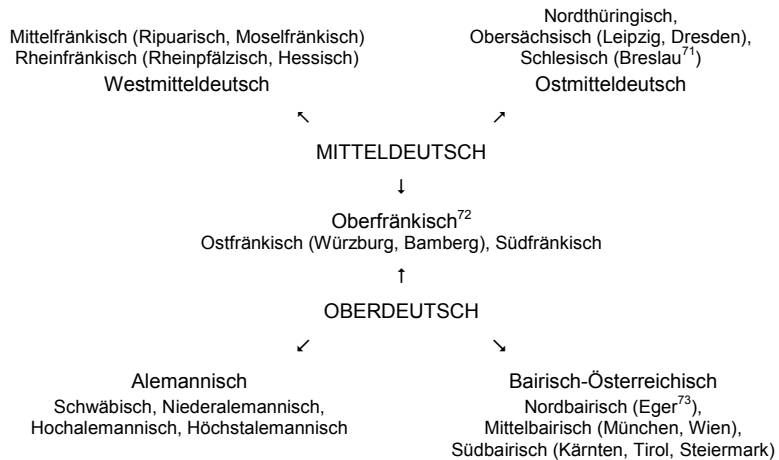 Mittelfränkisch (Ripuarisch, Moselfränkisch)
Rheinfränkisch (Rheinpfälzisch, Hessisch)
Westmitteldeutsch
Nordthüringisch,
Obersächsisch (Leipzig, Dresden),
Schlesisch (Breslau⁷¹)
Ostmitteldeutsch
↖ ↗
MITTELDEUTSCH
↓
Oberfränkisch⁷²
Ostfränkisch (Würzburg, Bamberg), Südfränkisch
↑
OBERDEUTSCH
↙ ↘
Alemannisch
Schwäbisch, Niederalemannisch,
Hochalemannisch, Höchstalemannisch
Bairisch-Österreichisch
Nordbairisch (Eger⁷³),
Mittelbairisch (München, Wien),
Südbairisch (Kärnten, Tirol, Steiermark)